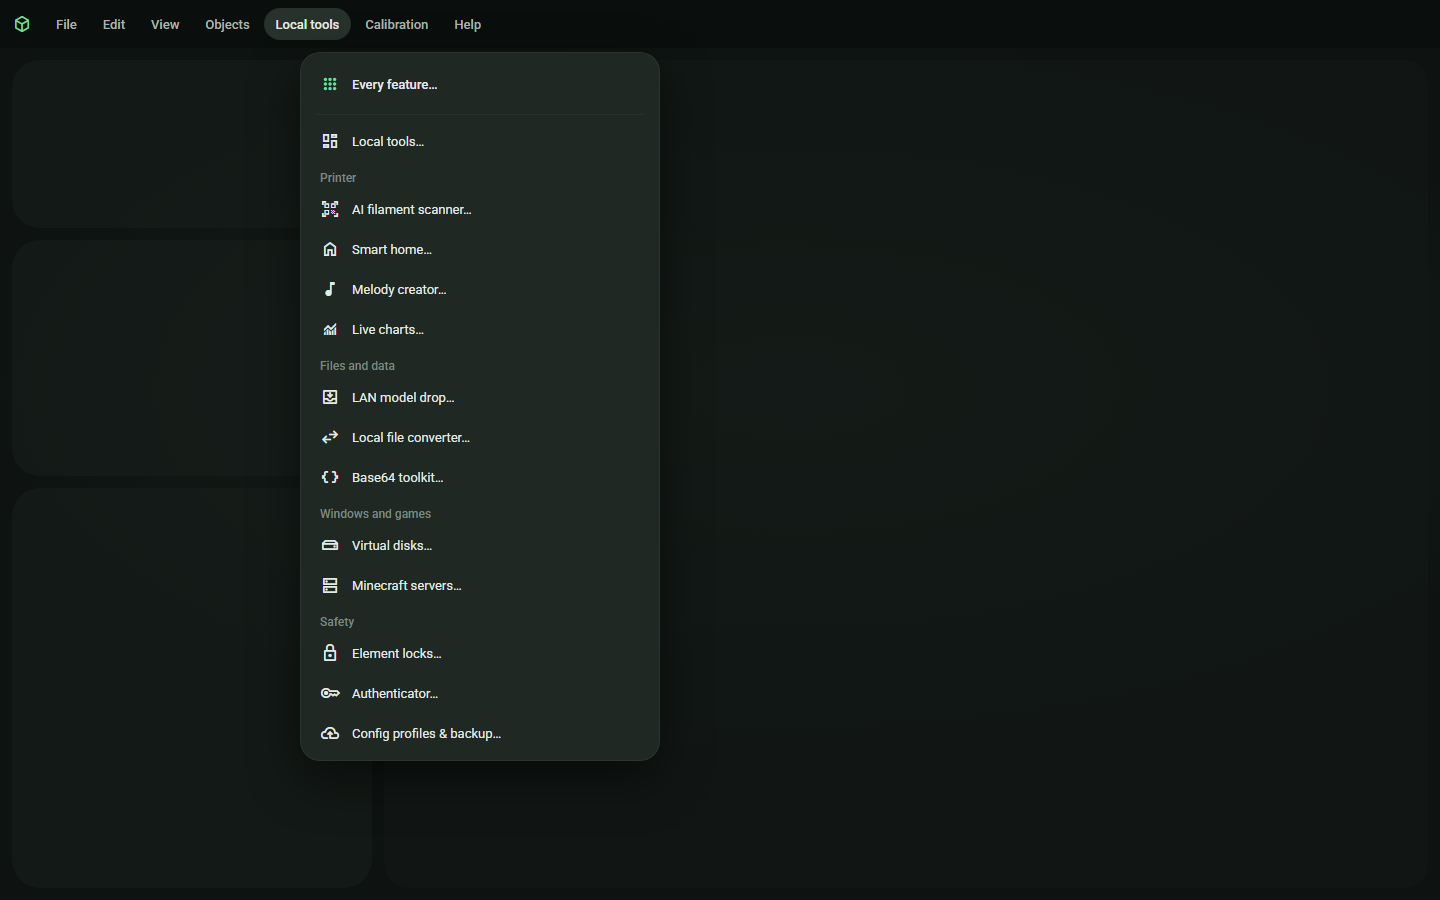 File Edit View Objects Local tools Calibration Help
Every feature...
Local tools...
Printer
AI filament scanner...
Smart home...
Melody creator...
Live charts...
Files and data
LAN model drop...
Local file converter...
Base64 toolkit...
Windows and games
Virtual disks...
Minecraft servers...
Safety
Element locks...
Authenticator...
Config profiles & backup...